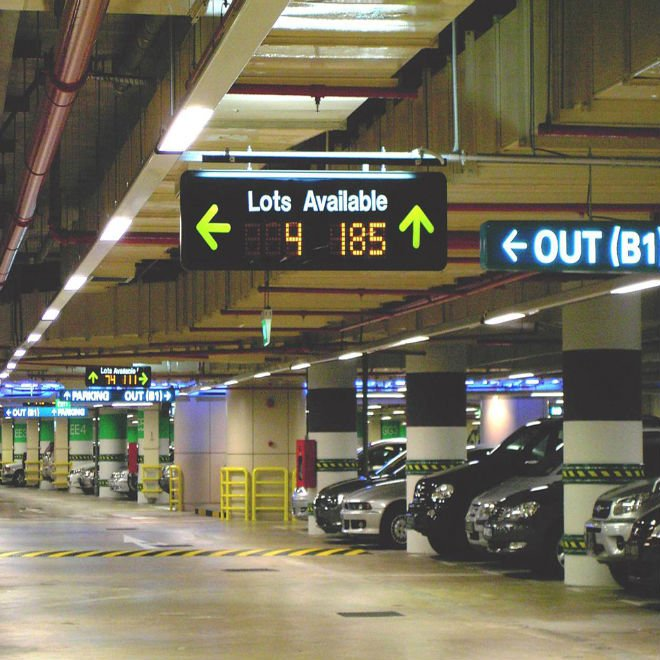 Lots Available
← 4 185 ↑
← OUT (B1)
Lots Available
↑ 74 111 →
↑ PARKING OUT (B1) →
← OUT (B1) ↑ PARKING
EE4